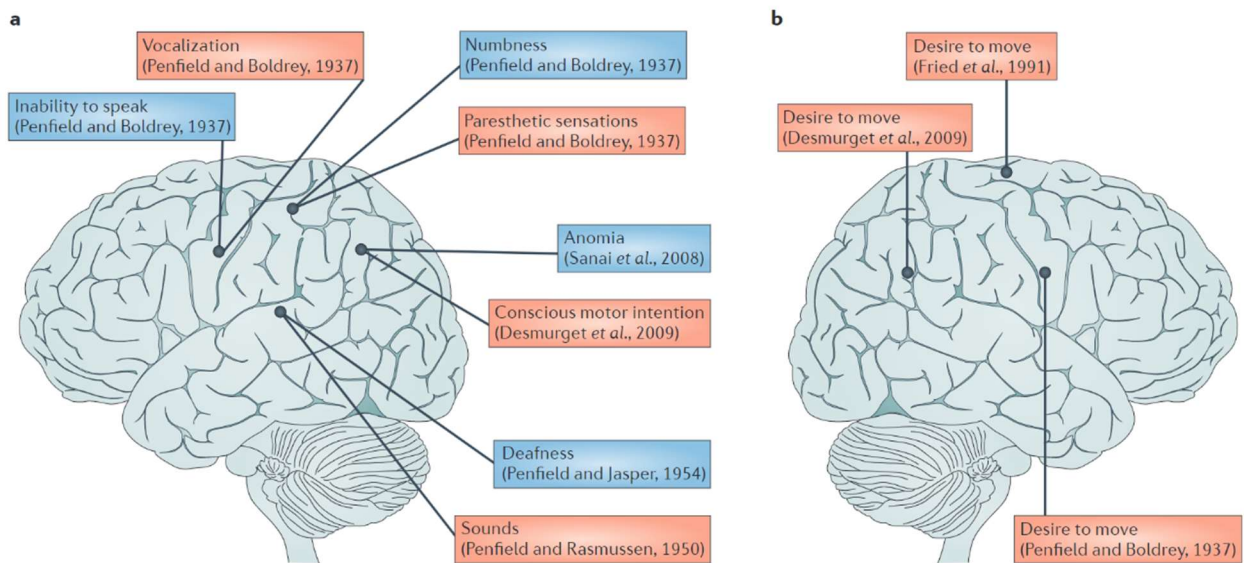 a
Vocalization
(Penfield and Boldrey, 1937)
Numbness
(Penfield and Boldrey, 1937)
Inability to speak
(Penfield and Boldrey, 1937)
Paresthetic sensations
(Penfield and Boldrey, 1937)
Anomia
(Sanai et al., 2008)
Conscious motor intention
(Desmurget et al., 2009)
Deafness
(Penfield and Jasper, 1954)
Sounds
(Penfield and Rasmussen, 1950)
b
Desire to move
(Fried et al., 1991)
Desire to move
(Desmurget et al., 2009)
Desire to move
(Penfield and Boldrey, 1937)